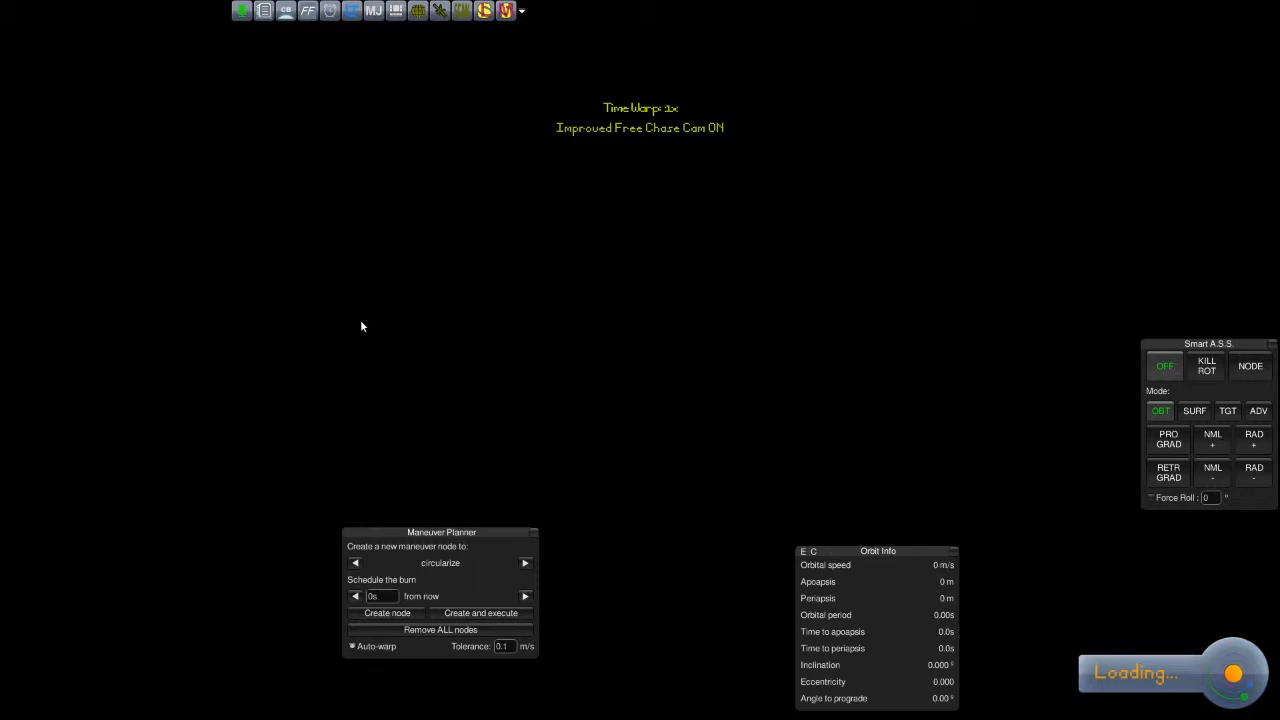 CB FF MJ
Time Warp: 1x
Improved Free Chase Cam ON
Smart A.S.S.
OFF KILL ROT NODE
Mode:
OBT SURF TGT ADV
PRO GRAD NML + RAD +
RETR GRAD NML - RAD -
Force Roll : 0 º
Maneuver Planner
Create a new maneuver node to:
circularize
Schedule the burn
0s from now
Create node Create and execute
Remove ALL nodes
Auto-warp Tolerance: 0.1 m/s
E C Orbit Info
Orbital speed 0 m/s
Apoapsis 0 m
Periapsis 0 m
Orbital period 0.00s
Time to apoapsis 0.0s
Time to periapsis 0.0s
Inclination 0.000 º
Eccentricity 0.000
Angle to prograde 0.00 º
Loading...